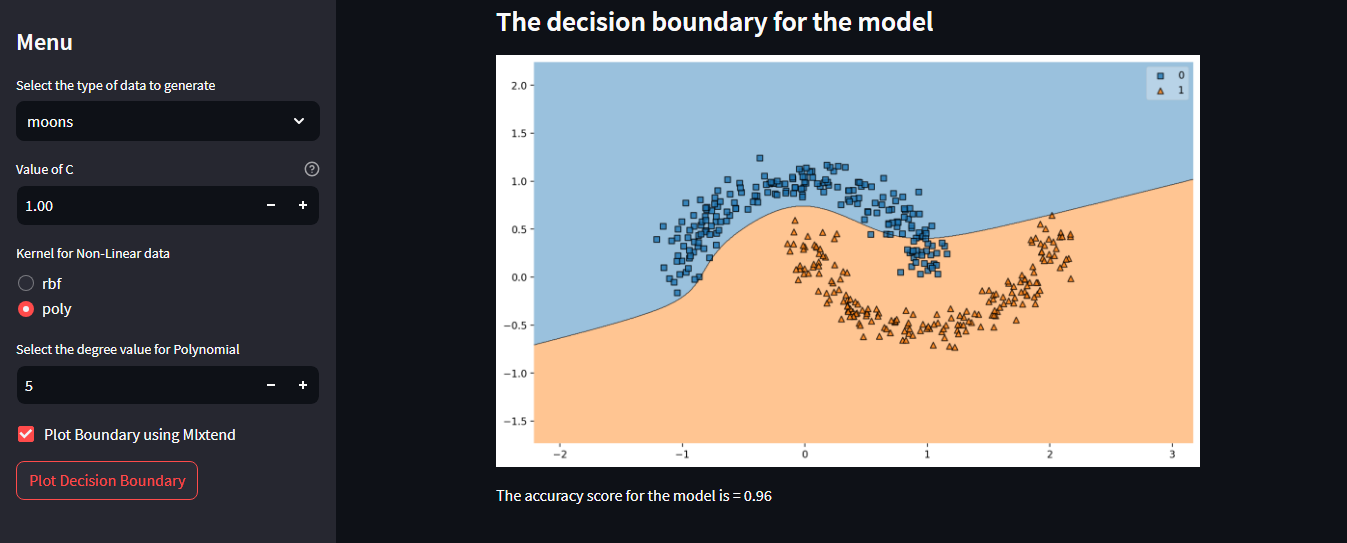 Menu
Select the type of data to generate
moons
Value of C
1.00 − +
Kernel for Non-Linear data
rbf
poly
Select the degree value for Polynomial
5 − +
Plot Boundary using Mlxtend
Plot Decision Boundary
The decision boundary for the model
0
1
2.0
1.5
1.0
0.5
0.0
−0.5
−1.0
−1.5
−2 −1 0 1 2 3
The accuracy score for the model is = 0.96